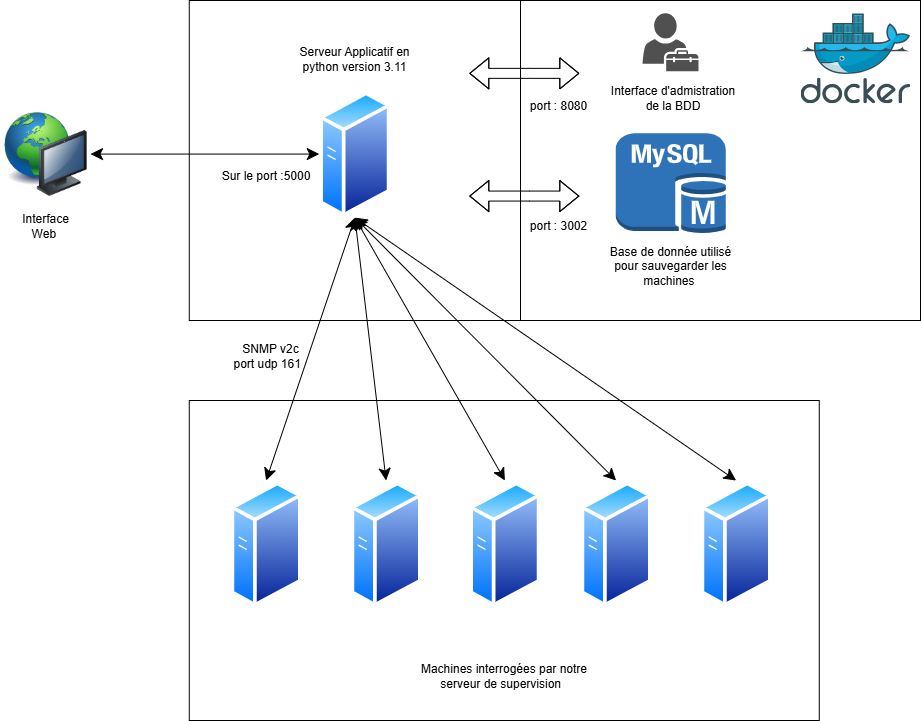 Serveur Applicatif en
python version 3.11
port : 8080
Interface d'admistration
de la BDD
docker
Sur le port :5000
Interface
Web
MySQL
M
port : 3002
Base de donnée utilisé
pour sauvegarder les
machines
SNMP v2c
port udp 161
Machines interrogées par notre
serveur de supervision